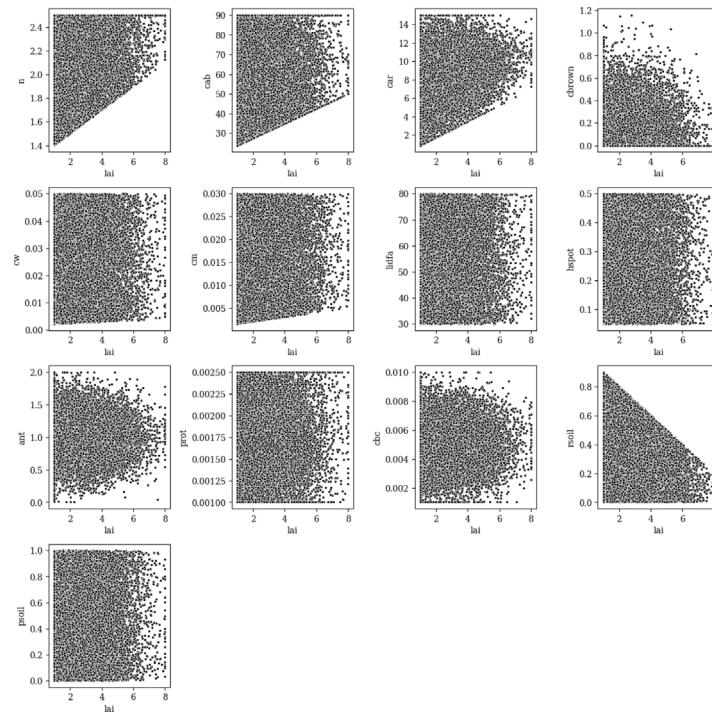 2.4
2.2
2.0
1.8
1.6
1.4
n
2 4 6 8
lai
90
80
70
60
50
40
30
cab
2 4 6 8
lai
14
12
10
8
6
4
2
car
2 4 6 8
lai
1.2
1.0
0.8
0.6
0.4
0.2
0.0
cbrown
2 4 6
lai
0.05
0.04
0.03
0.02
0.01
0.00
cw
2 4 6 8
lai
0.030
0.025
0.020
0.015
0.010
0.005
cm
2 4 6 8
lai
80
70
60
50
40
30
lidfa
2 4 6 8
lai
0.5
0.4
0.3
0.2
0.1
hspot
2 4 6
lai
2.0
1.5
1.0
0.5
0.0
ant
2 4 6 8
lai
0.00250
0.00225
0.00200
0.00175
0.00150
0.00125
0.00100
prot
2 4 6 8
lai
0.010
0.008
0.006
0.004
0.002
cbc
2 4 6 8
lai
0.8
0.6
0.4
0.2
0.0
rsoil
2 4 6
lai
1.0
0.8
0.6
0.4
0.2
0.0
psoil
2 4 6 8
lai